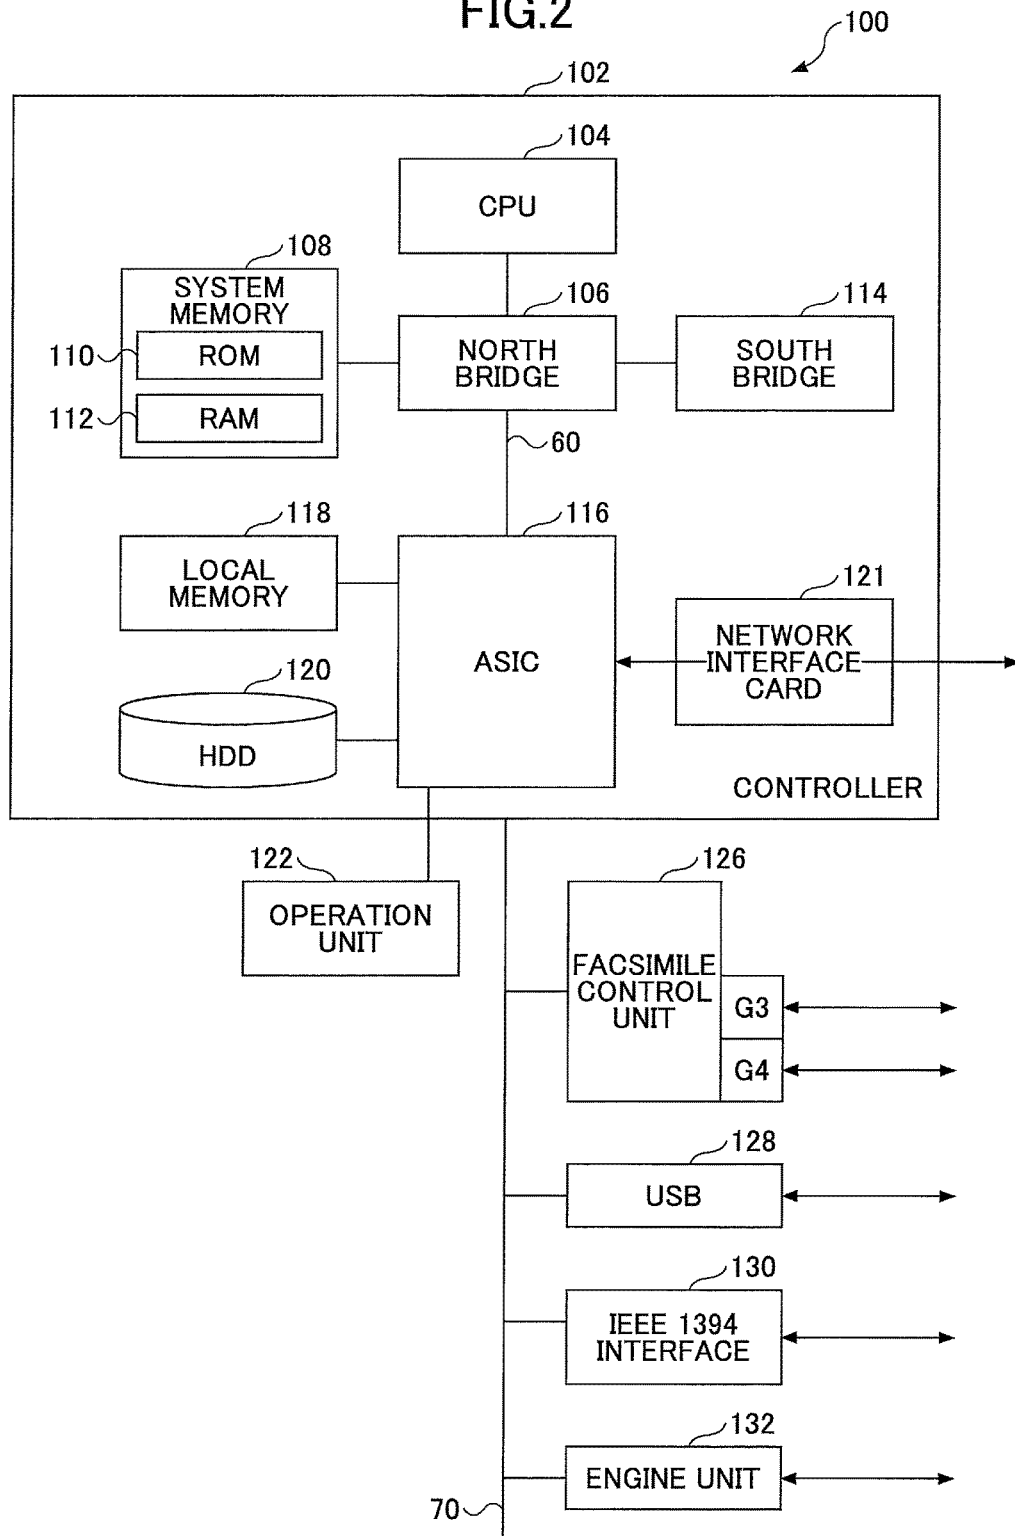 FIG.2
100
102
104
CPU
108
SYSTEM
MEMORY
110
ROM
112
RAM
106
NORTH
BRIDGE
114
SOUTH
BRIDGE
60
118
LOCAL
MEMORY
116
ASIC
121
NETWORK
INTERFACE
CARD
120
HDD
CONTROLLER
122
OPERATION
UNIT
126
FACSIMILE
CONTROL
UNIT
G3
G4
128
USB
130
IEEE 1394
INTERFACE
132
ENGINE UNIT
70